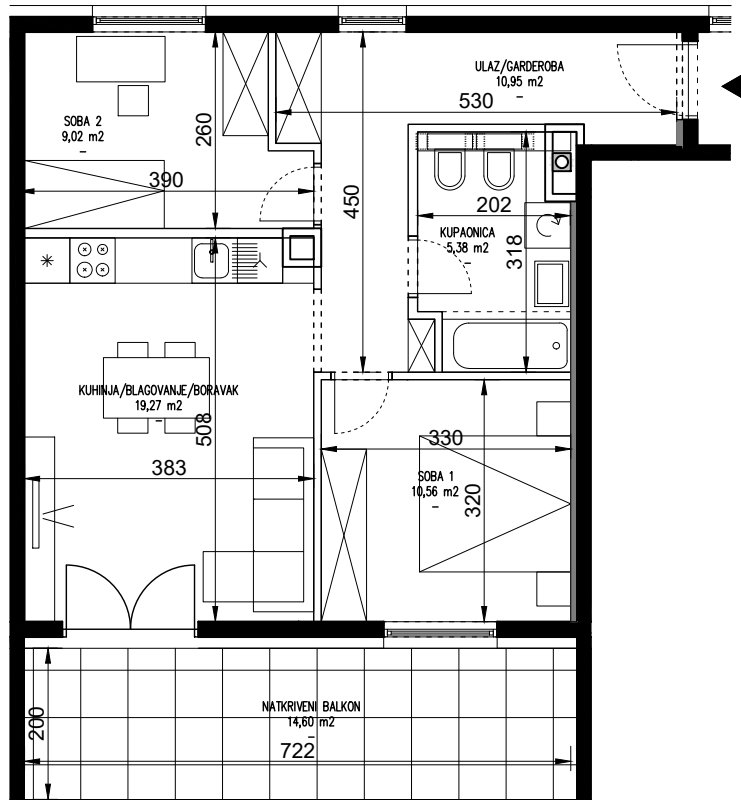 ULAZ/GARDEROBA
10,95 m2
530
SOBA 2
9,02 m2
260
390
450
202
KUPAONICA
5,38 m2
318
KUHINJA/BLAGOVANJE/BORAVAK
19,27 m2
508
383
330
SOBA 1
10,56 m2
320
NATKRIVENI BALKON
14,60 m2
200
722